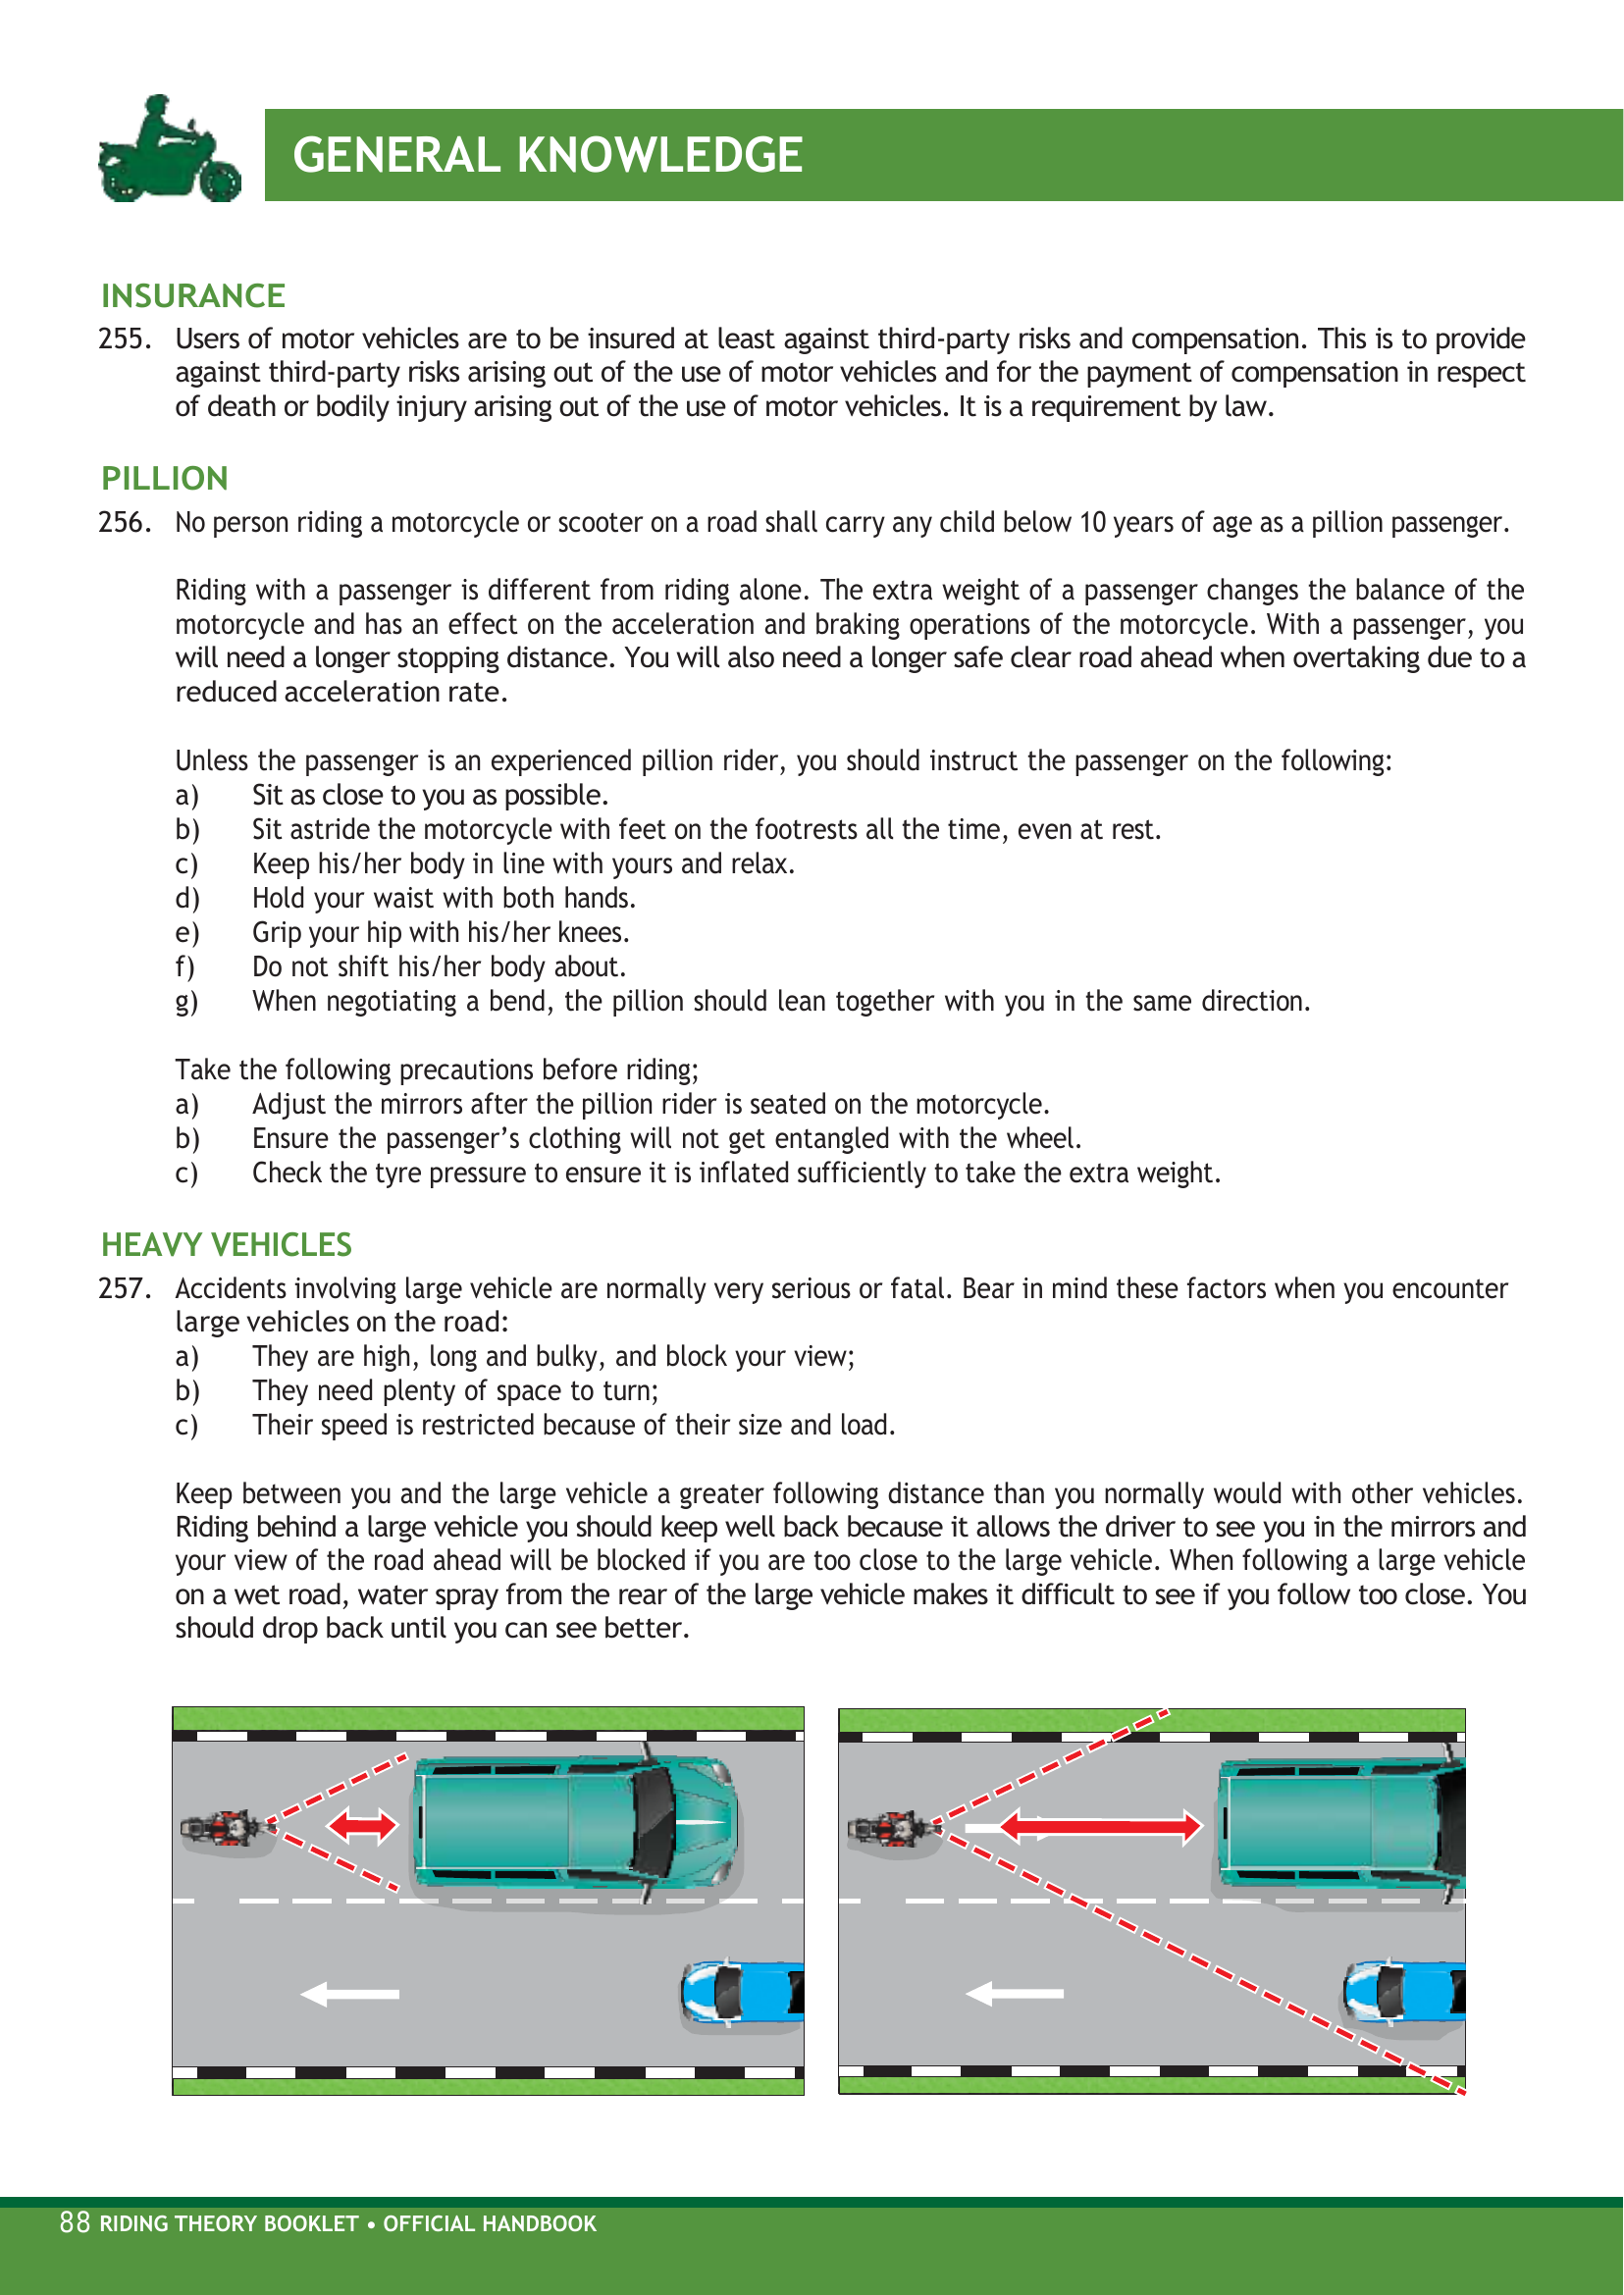 GENERAL KNOWLEDGE
INSURANCE
255. Users of motor vehicles are to be insured at least against third-party risks and compensation. This is to provide
against third-party risks arising out of the use of motor vehicles and for the payment of compensation in respect
of death or bodily injury arising out of the use of motor vehicles. It is a requirement by law.
PILLION
256. No person riding a motorcycle or scooter on a road shall carry any child below 10 years of age as a pillion passenger.
Riding with a passenger is different from riding alone. The extra weight of a passenger changes the balance of the
motorcycle and has an effect on the acceleration and braking operations of the motorcycle. With a passenger, you
will need a longer stopping distance. You will also need a longer safe clear road ahead when overtaking due to a
reduced acceleration rate.
Unless the passenger is an experienced pillion rider, you should instruct the passenger on the following:
a) Sit as close to you as possible.
b) Sit astride the motorcycle with feet on the footrests all the time, even at rest.
c) Keep his/her body in line with yours and relax.
d) Hold your waist with both hands.
e) Grip your hip with his/her knees.
f) Do not shift his/her body about.
g) When negotiating a bend, the pillion should lean together with you in the same direction.
Take the following precautions before riding;
a) Adjust the mirrors after the pillion rider is seated on the motorcycle.
b) Ensure the passenger’s clothing will not get entangled with the wheel.
c) Check the tyre pressure to ensure it is inflated sufficiently to take the extra weight.
HEAVY VEHICLES
257. Accidents involving large vehicle are normally very serious or fatal. Bear in mind these factors when you encounter
large vehicles on the road:
a) They are high, long and bulky, and block your view;
b) They need plenty of space to turn;
c) Their speed is restricted because of their size and load.
Keep between you and the large vehicle a greater following distance than you normally would with other vehicles.
Riding behind a large vehicle you should keep well back because it allows the driver to see you in the mirrors and
your view of the road ahead will be blocked if you are too close to the large vehicle. When following a large vehicle
on a wet road, water spray from the rear of the large vehicle makes it difficult to see if you follow too close. You
should drop back until you can see better.
88 RIDING THEORY BOOKLET • OFFICIAL HANDBOOK